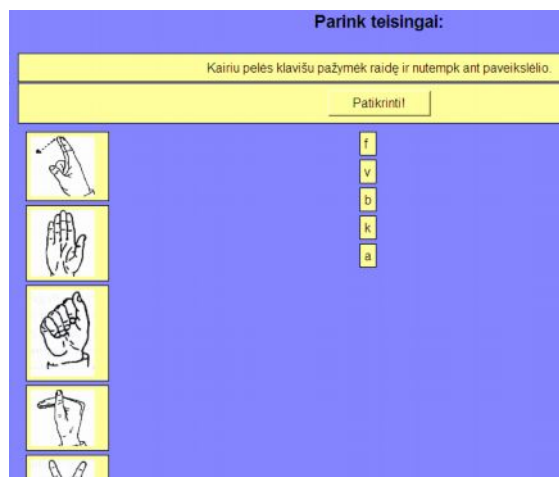 Parink teisingai:
Kairiu pelės klavišu pažymėk raidę ir nutempk ant paveikslėlio.
Patikrinti!
f
v
b
k
a